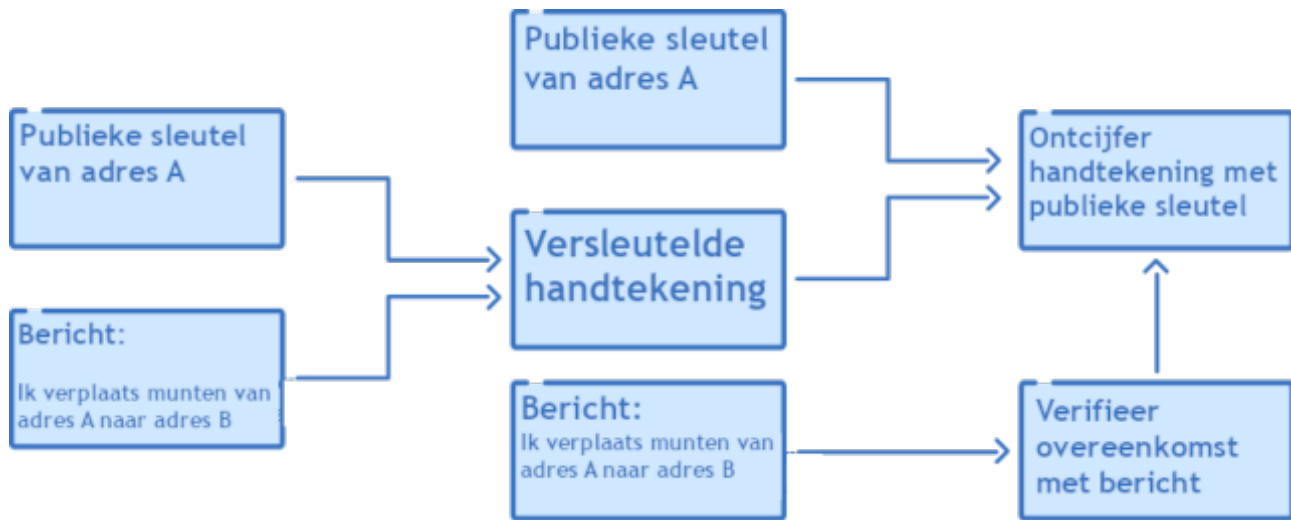 Publieke sleutel
van adres A
Bericht:
Ik verplaats munten van
adres A naar adres B
Publieke sleutel
van adres A
Versleutelde
handtekening
Bericht:
Ik verplaats munten van
adres A naar adres B
Ontcijfer
handtekening met
publieke sleutel
Verifieer
overeenkomst
met bericht